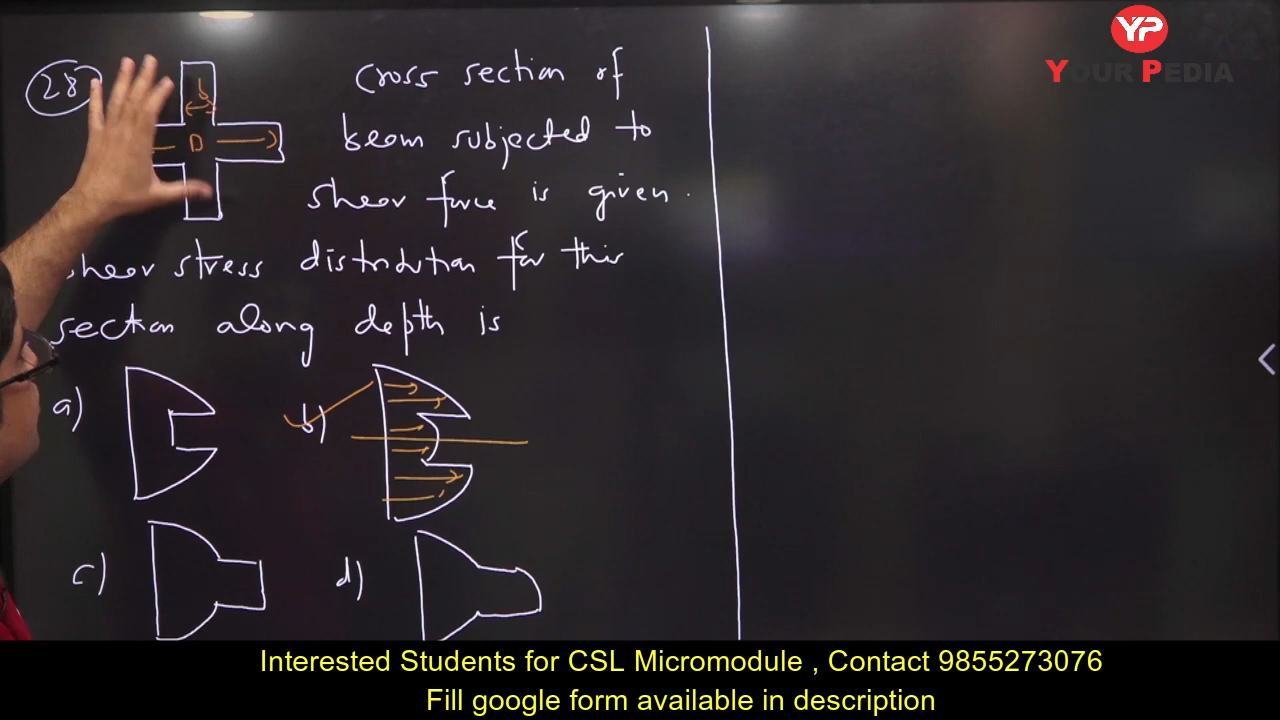 YP
YOUR PEDIA
28
b
D
Cross section of
beam subjected to
shear force is given.
shear stress distribution for this
section along depth is
a)
b)
c)
d)
Interested Students for CSL Micromodule , Contact 9855273076
Fill google form available in description